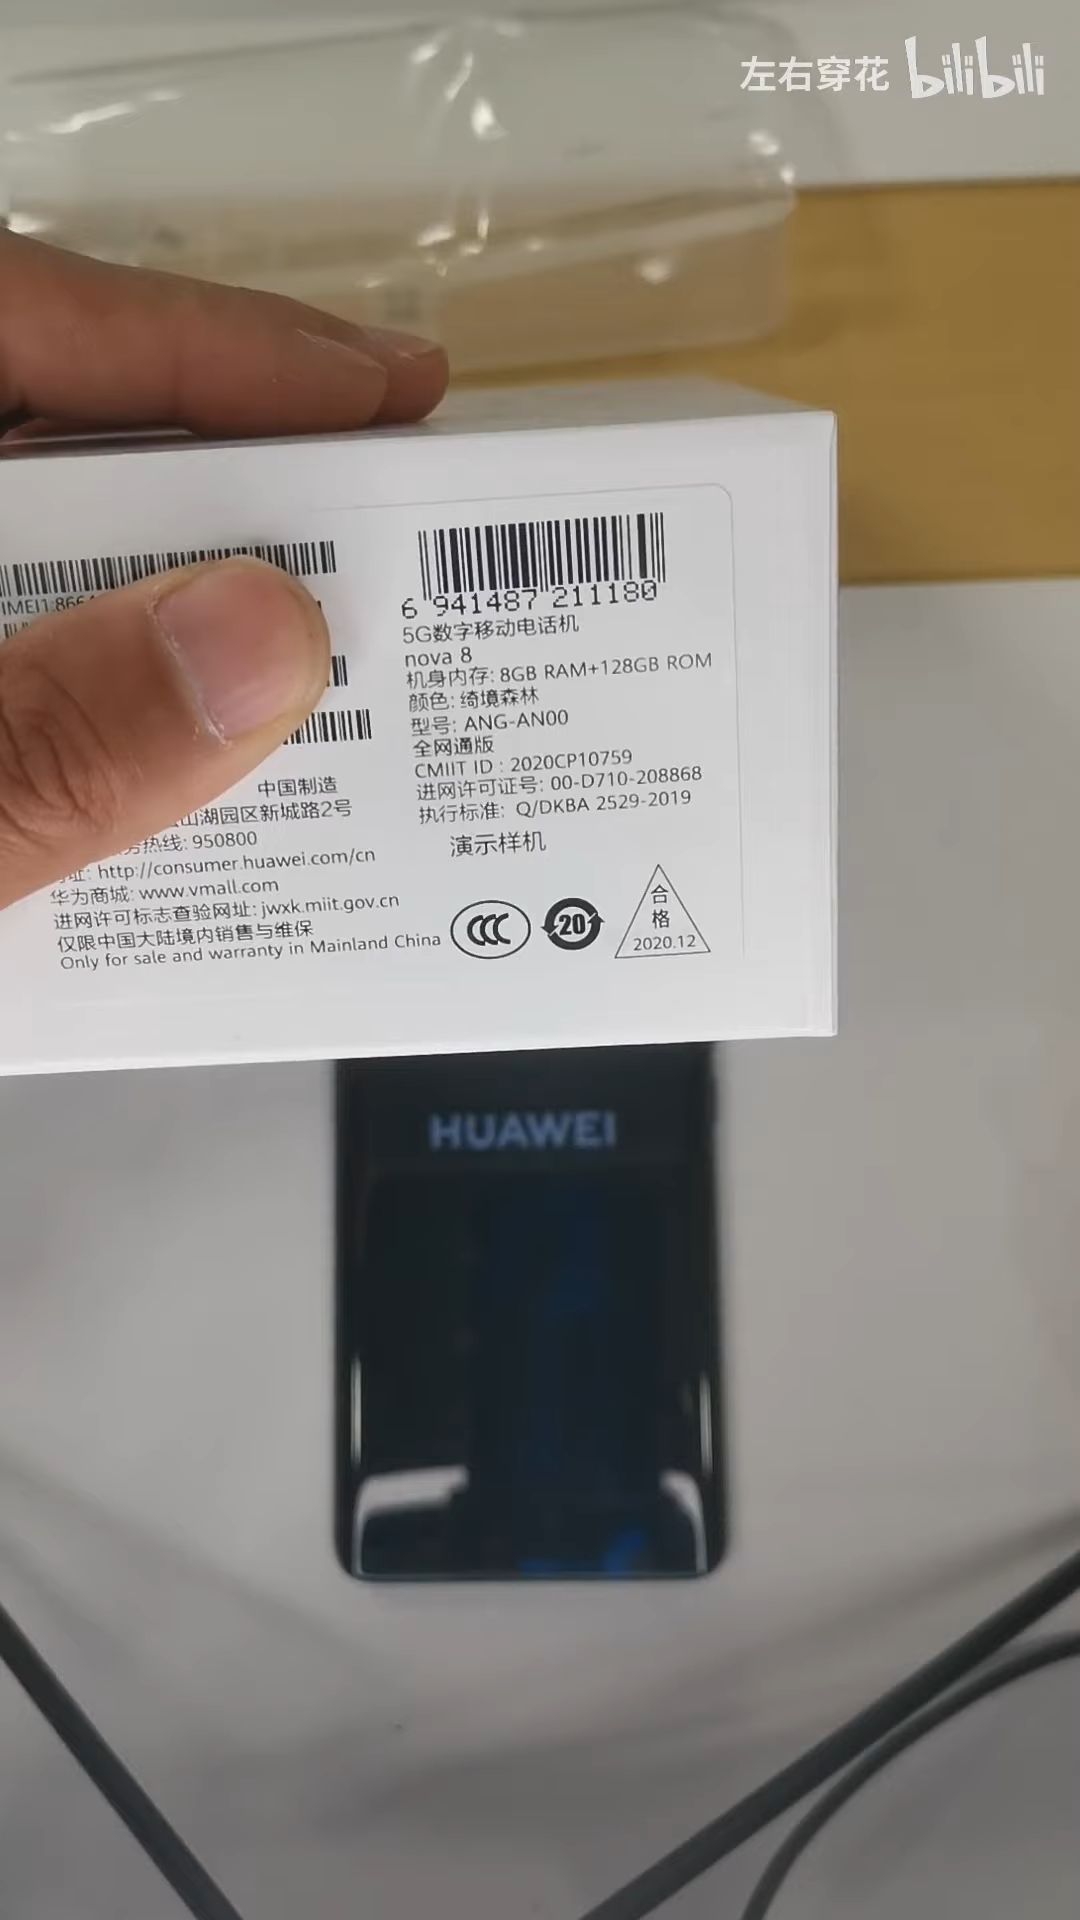 左右穿花 bilibili
IMEI1:866
6 941487 211180
5G数字移动电话机
nova 8
机身内存: 8GB RAM+128GB ROM
颜色: 绮境森林
型号: ANG-AN00
全网通版
CMIIT ID : 2020CP10759
进网许可证号: 00-D710-208868
执行标准: Q/DKBA 2529-2019
演示样机
中国制造
山湖园区新城路2号
热线: 950800
址: http://consumer.huawei.com/cn
华为商城: www.vmall.com
进网许可标志查验网址: jwxk.miit.gov.cn
仅限中国大陆境内销售与维保
Only for sale and warranty in Mainland China
CCC
20
合
格
2020.12
HUAWEI